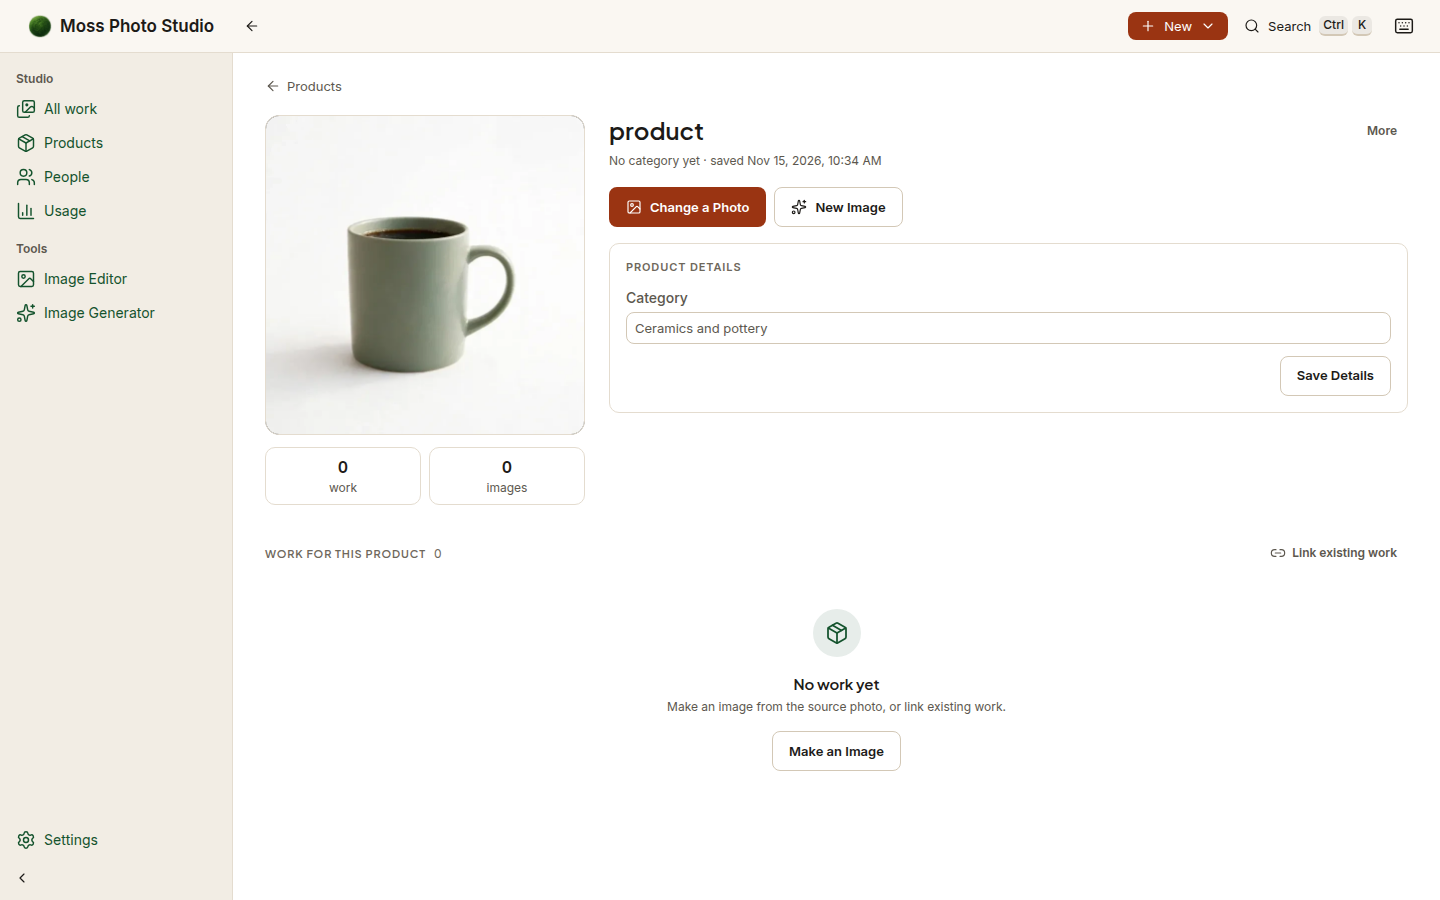 Moss Photo Studio
New
Search Ctrl K
Studio
All work
Products
People
Usage
Tools
Image Editor
Image Generator
Settings
Products
product
More
No category yet · saved Nov 15, 2026, 10:34 AM
Change a Photo
New Image
PRODUCT DETAILS
Category
Ceramics and pottery
Save Details
0
work
0
images
WORK FOR THIS PRODUCT 0
Link existing work
No work yet
Make an image from the source photo, or link existing work.
Make an Image